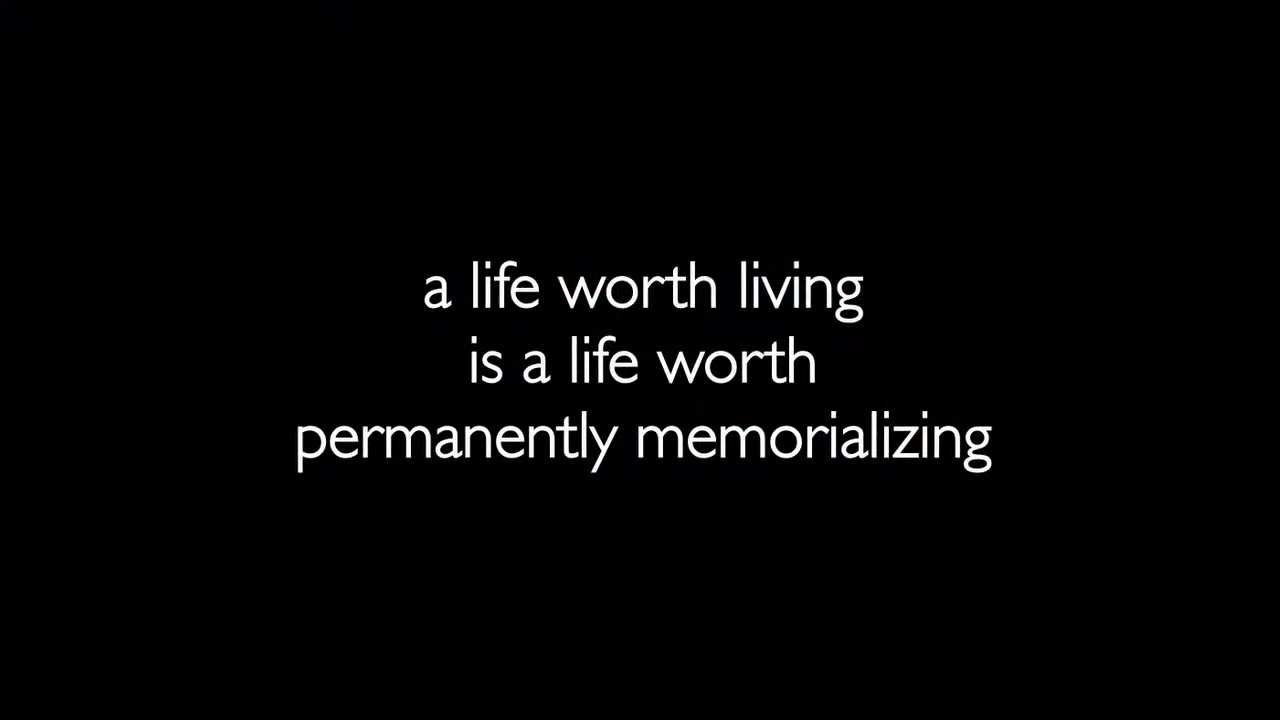 a life worth living
is a life worth
permanently memorializing